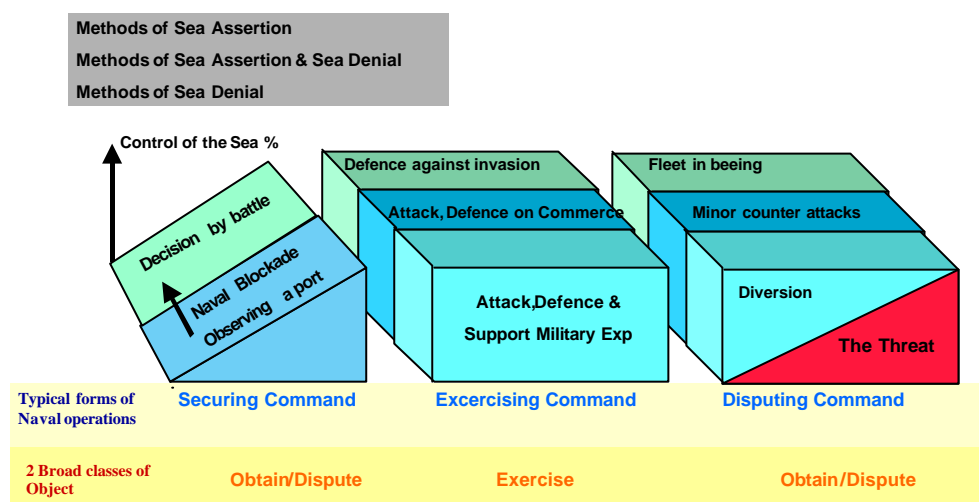 Methods of Sea Assertion
Methods of Sea Assertion & Sea Denial
Methods of Sea Denial
Control of the Sea %
Decision by battle
Naval Blockade
Observing a port
Defence against invasion
Attack, Defence on Commerce
Attack,Defence &
Support Military Exp
Fleet in beeing
Minor counter attacks
Diversion
The Threat
Typical forms of
Naval operations
Securing Command
Excercising Command
Disputing Command
2 Broad classes of
Object
Obtain/Dispute
Exercise
Obtain/Dispute